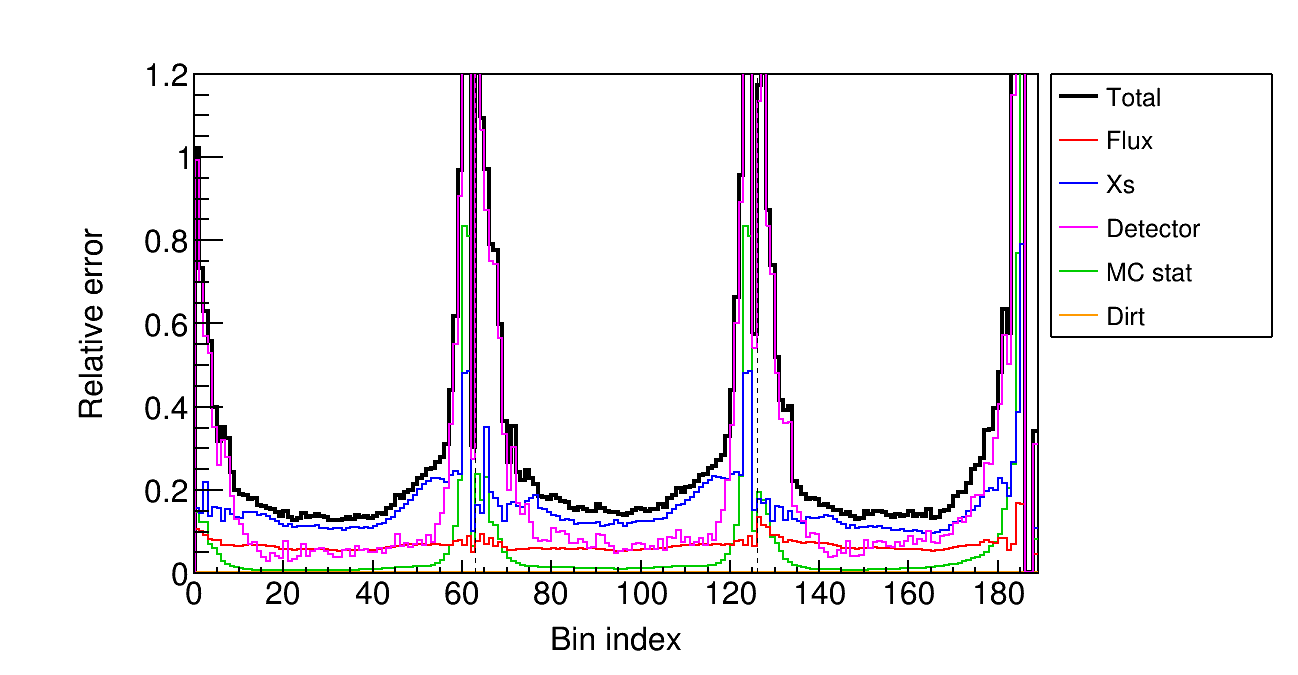 Relative error
1.2
1
0.8
0.6
0.4
0.2
0
0 20 40 60 80 100 120 140 160 180
Bin index
Total
Flux
Xs
Detector
MC stat
Dirt